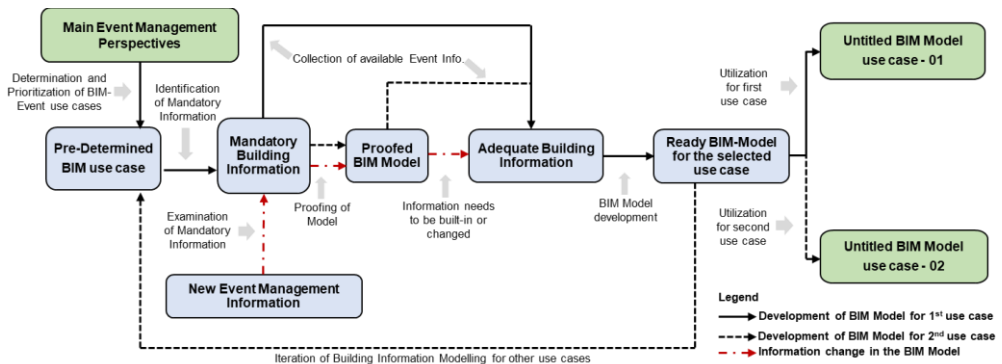 Main Event Management
Perspectives
Untitled BIM Model
use case - 01
Collection of available Event Info.
Determination and
Prioritization of BIM-
Event use cases
Identification
of Mandatory
Information
Utilization
for first
use case
Pre-Determined
BIM use case
Mandatory
Building
Information
Proofed
BIM Model
Adequate Building
Information
Ready BIM-Model
for the selected
use case
Examination
of Mandatory
Information
Proofing of
Model
Information needs
to be built-in or
changed
BIM Model
development
Utilization
for second
use case
Untitled BIM Model
use case - 02
New Event Management
Information
Legend
Development of BIM Model for 1st use case
Development of BIM Model for 2nd use case
Information change in the BIM Model
Iteration of Building Information Modelling for other use cases